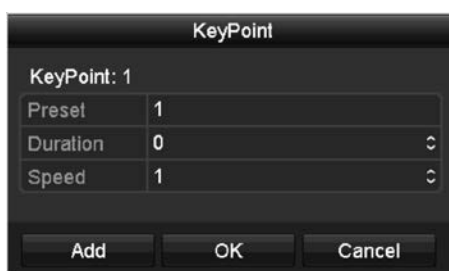 KeyPoint
KeyPoint: 1
Preset 1
Duration 0
Speed 1
Add OK Cancel